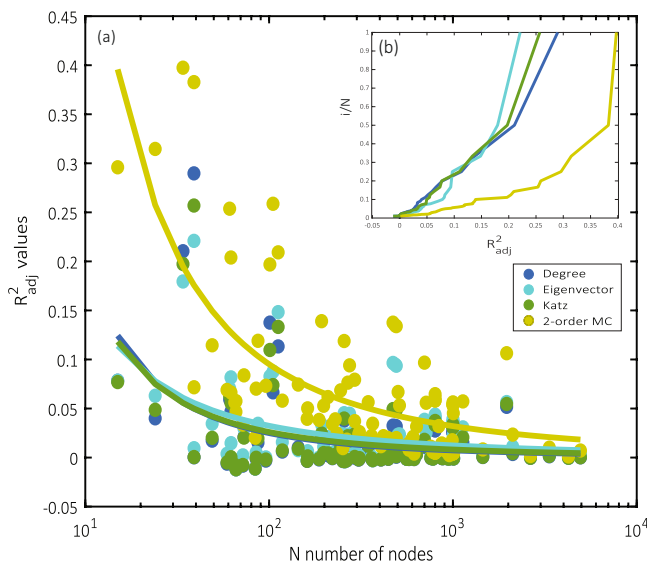 (a)
0.45
0.4
0.35
0.3
0.25
0.2
0.15
0.1
0.05
0
-0.05
R²adj values
10¹ 10² 10³ 10⁴
N number of nodes
(b)
1
0.9
0.8
0.7
0.6
0.5
0.4
0.3
0.2
0.1
0
i/N
-0.05 0 0.05 0.1 0.15 0.2 0.25 0.3 0.35 0.4
R²adj
Degree
Eigenvector
Katz
2-order MC